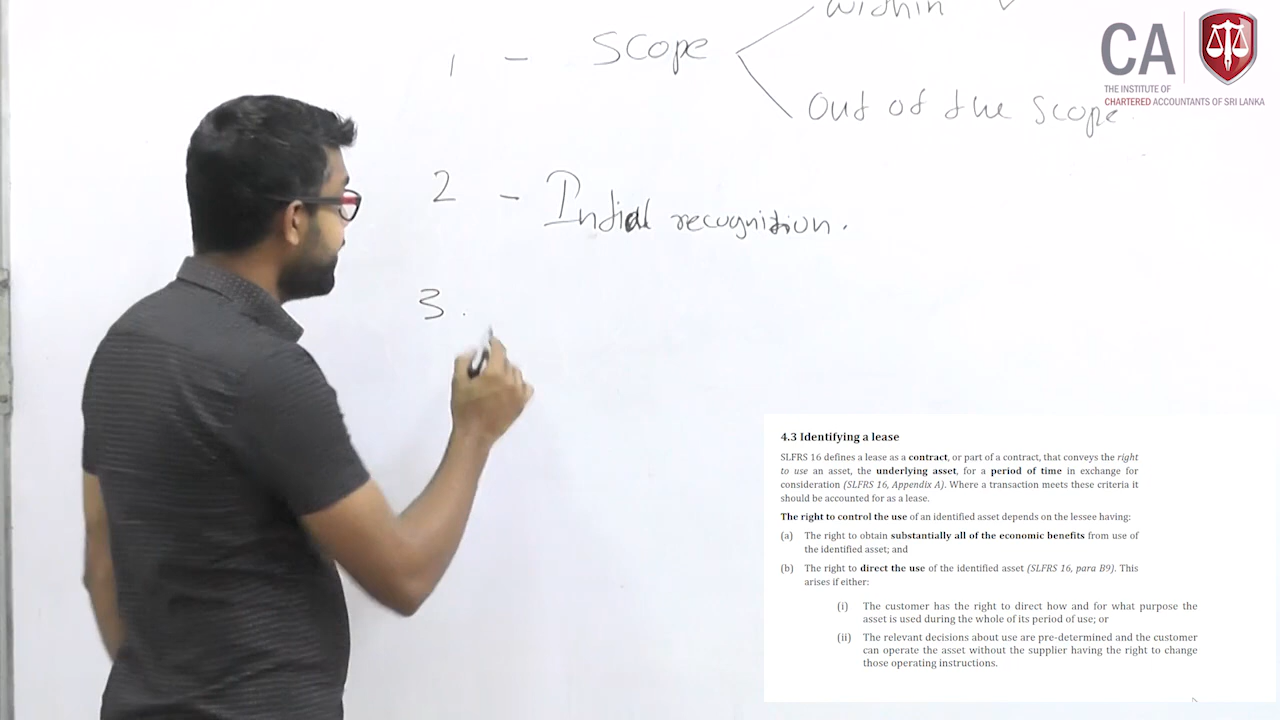 within
1 - Scope
Out of the Scope
2 - Initial recognition.
3.
CA
THE INSTITUTE OF
CHARTERED ACCOUNTANTS OF SRI LANKA
4.3 Identifying a lease
SLFRS 16 defines a lease as a contract, or part of a contract, that conveys the right
to use an asset, the underlying asset, for a period of time in exchange for
consideration (SLFRS 16, Appendix A). Where a transaction meets these criteria it
should be accounted for as a lease.
The right to control the use of an identified asset depends on the lessee having:
(a) The right to obtain substantially all of the economic benefits from use of
the identified asset; and
(b) The right to direct the use of the identified asset (SLFRS 16, para B9). This
arises if either:
(i) The customer has the right to direct how and for what purpose the
asset is used during the whole of its period of use; or
(ii) The relevant decisions about use are pre-determined and the customer
can operate the asset without the supplier having the right to change
those operating instructions.